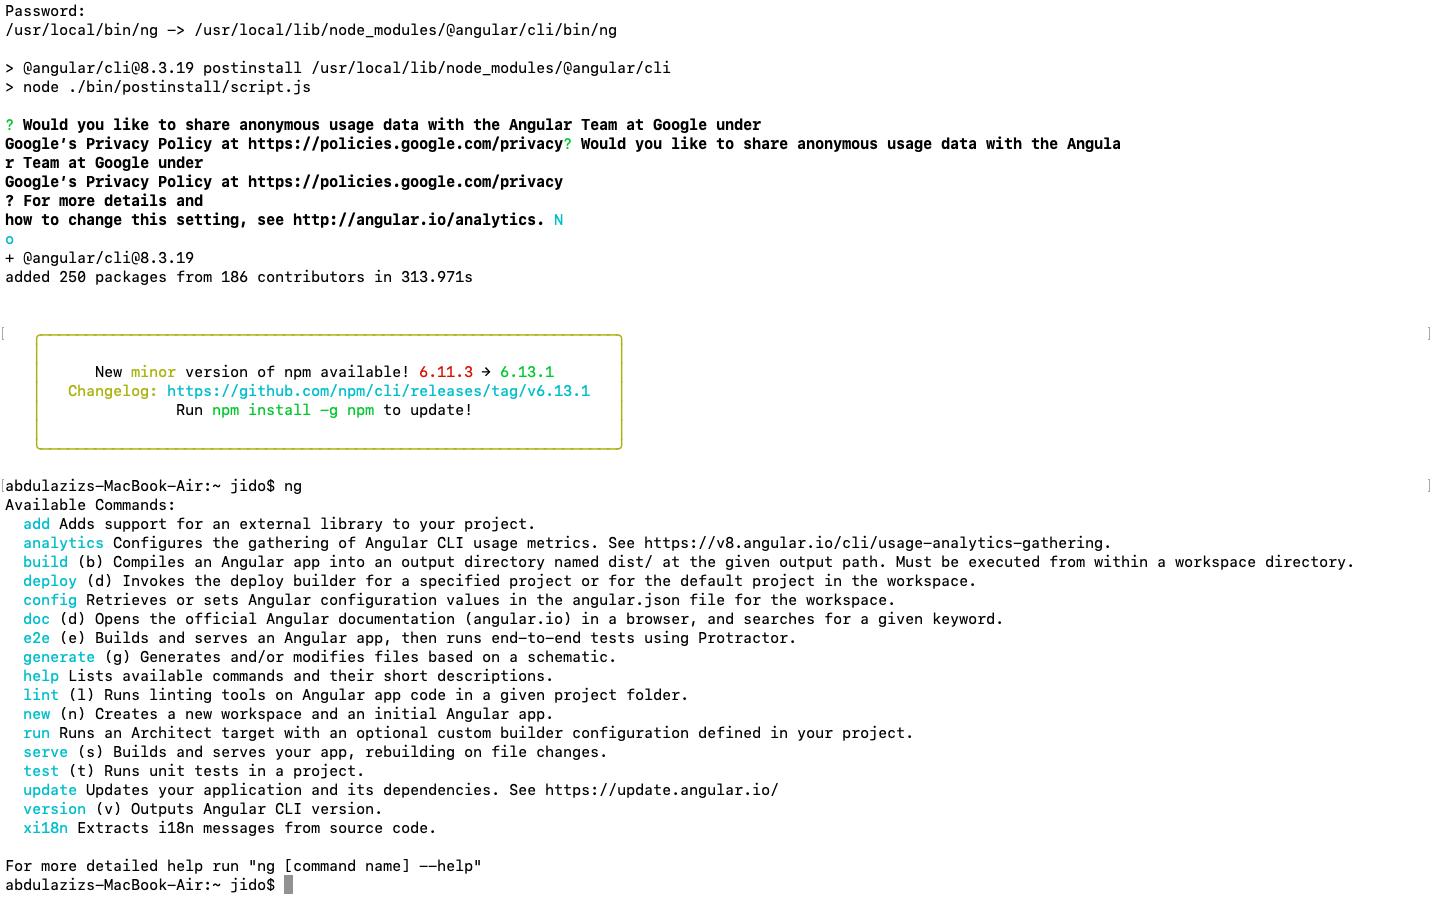 Password:
/usr/local/bin/ng -> /usr/local/lib/node_modules/@angular/cli/bin/ng
> @angular/cli@8.3.19 postinstall /usr/local/lib/node_modules/@angular/cli
> node ./bin/postinstall/script.js
? Would you like to share anonymous usage data with the Angular Team at Google under
Google’s Privacy Policy at https://policies.google.com/privacy? Would you like to share anonymous usage data with the Angula
r Team at Google under
Google’s Privacy Policy at https://policies.google.com/privacy
? For more details and
how to change this setting, see http://angular.io/analytics. N
o
+ @angular/cli@8.3.19
added 250 packages from 186 contributors in 313.971s
[ ]
New minor version of npm available! 6.11.3 → 6.13.1
Changelog: https://github.com/npm/cli/releases/tag/v6.13.1
Run npm install -g npm to update!
[abdulazizs-MacBook-Air:~ jido$ ng ]
Available Commands:
add Adds support for an external library to your project.
analytics Configures the gathering of Angular CLI usage metrics. See https://v8.angular.io/cli/usage-analytics-gathering.
build (b) Compiles an Angular app into an output directory named dist/ at the given output path. Must be executed from within a workspace directory.
deploy (d) Invokes the deploy builder for a specified project or for the default project in the workspace.
config Retrieves or sets Angular configuration values in the angular.json file for the workspace.
doc (d) Opens the official Angular documentation (angular.io) in a browser, and searches for a given keyword.
e2e (e) Builds and serves an Angular app, then runs end-to-end tests using Protractor.
generate (g) Generates and/or modifies files based on a schematic.
help Lists available commands and their short descriptions.
lint (l) Runs linting tools on Angular app code in a given project folder.
new (n) Creates a new workspace and an initial Angular app.
run Runs an Architect target with an optional custom builder configuration defined in your project.
serve (s) Builds and serves your app, rebuilding on file changes.
test (t) Runs unit tests in a project.
update Updates your application and its dependencies. See https://update.angular.io/
version (v) Outputs Angular CLI version.
xi18n Extracts i18n messages from source code.
For more detailed help run "ng [command name] --help"
abdulazizs-MacBook-Air:~ jido$